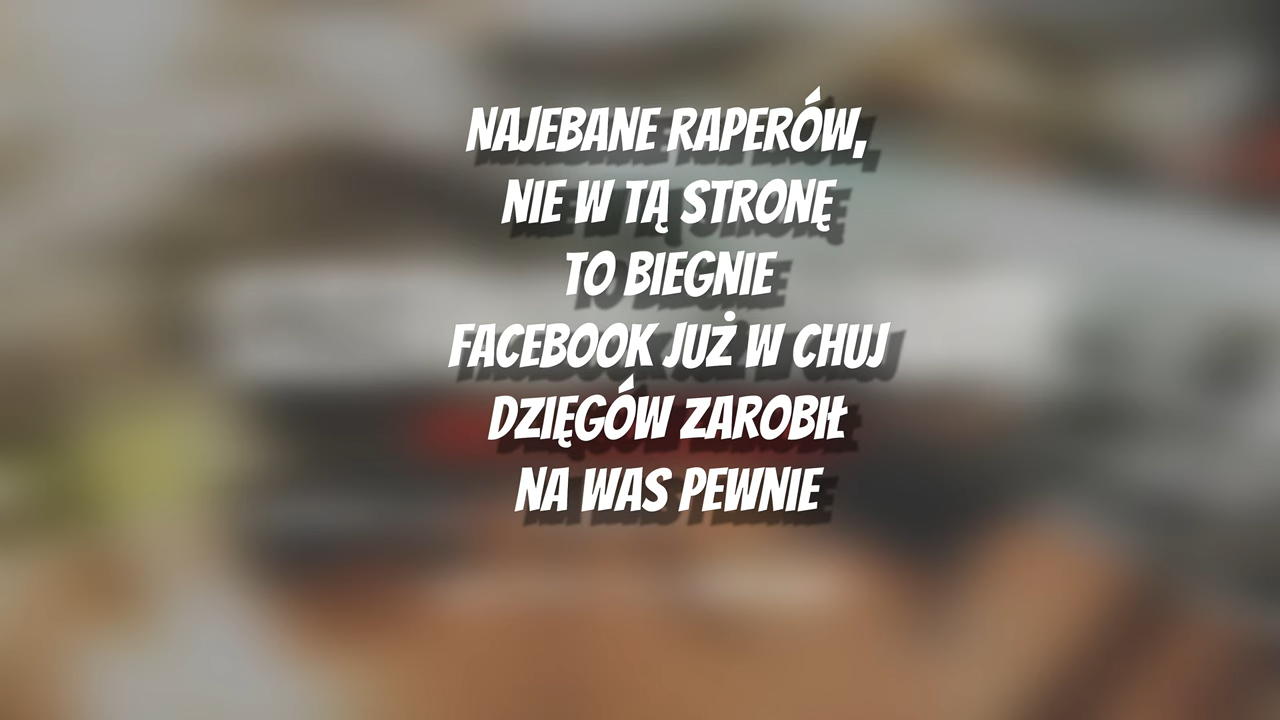 NAJEBANE RAPERÓW,
NIE W TĄ STRONĘ
TO BIEGNIE
FACEBOOK JUŻ W CHUJ
DZIĘGÓW ZAROBIŁ
NA WAS PEWNIE